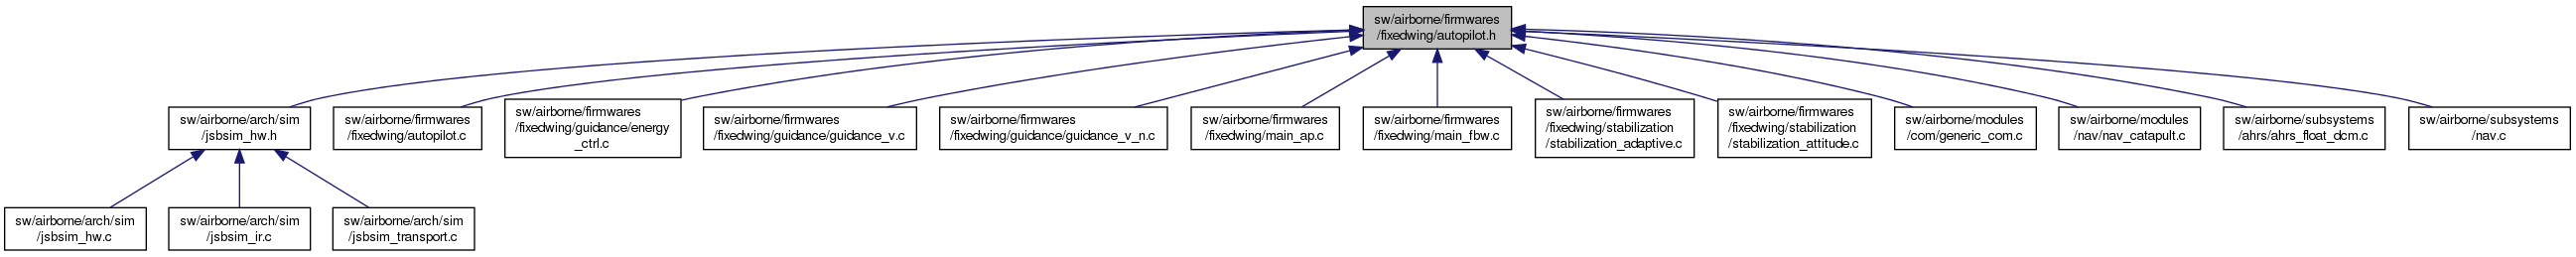 sw/airborne/firmwares
/fixedwing/autopilot.h
sw/airborne/arch/sim
/jsbsim_hw.h
sw/airborne/firmwares
/fixedwing/autopilot.c
sw/airborne/firmwares
/fixedwing/guidance/energy
_ctrl.c
sw/airborne/firmwares
/fixedwing/guidance/guidance_v.c
sw/airborne/firmwares
/fixedwing/guidance/guidance_v_n.c
sw/airborne/firmwares
/fixedwing/main_ap.c
sw/airborne/firmwares
/fixedwing/main_fbw.c
sw/airborne/firmwares
/fixedwing/stabilization
/stabilization_adaptive.c
sw/airborne/firmwares
/fixedwing/stabilization
/stabilization_attitude.c
sw/airborne/modules
/com/generic_com.c
sw/airborne/modules
/nav/nav_catapult.c
sw/airborne/subsystems
/ahrs/ahrs_float_dcm.c
sw/airborne/subsystems
/nav.c
sw/airborne/arch/sim
/jsbsim_hw.c
sw/airborne/arch/sim
/jsbsim_ir.c
sw/airborne/arch/sim
/jsbsim_transport.c